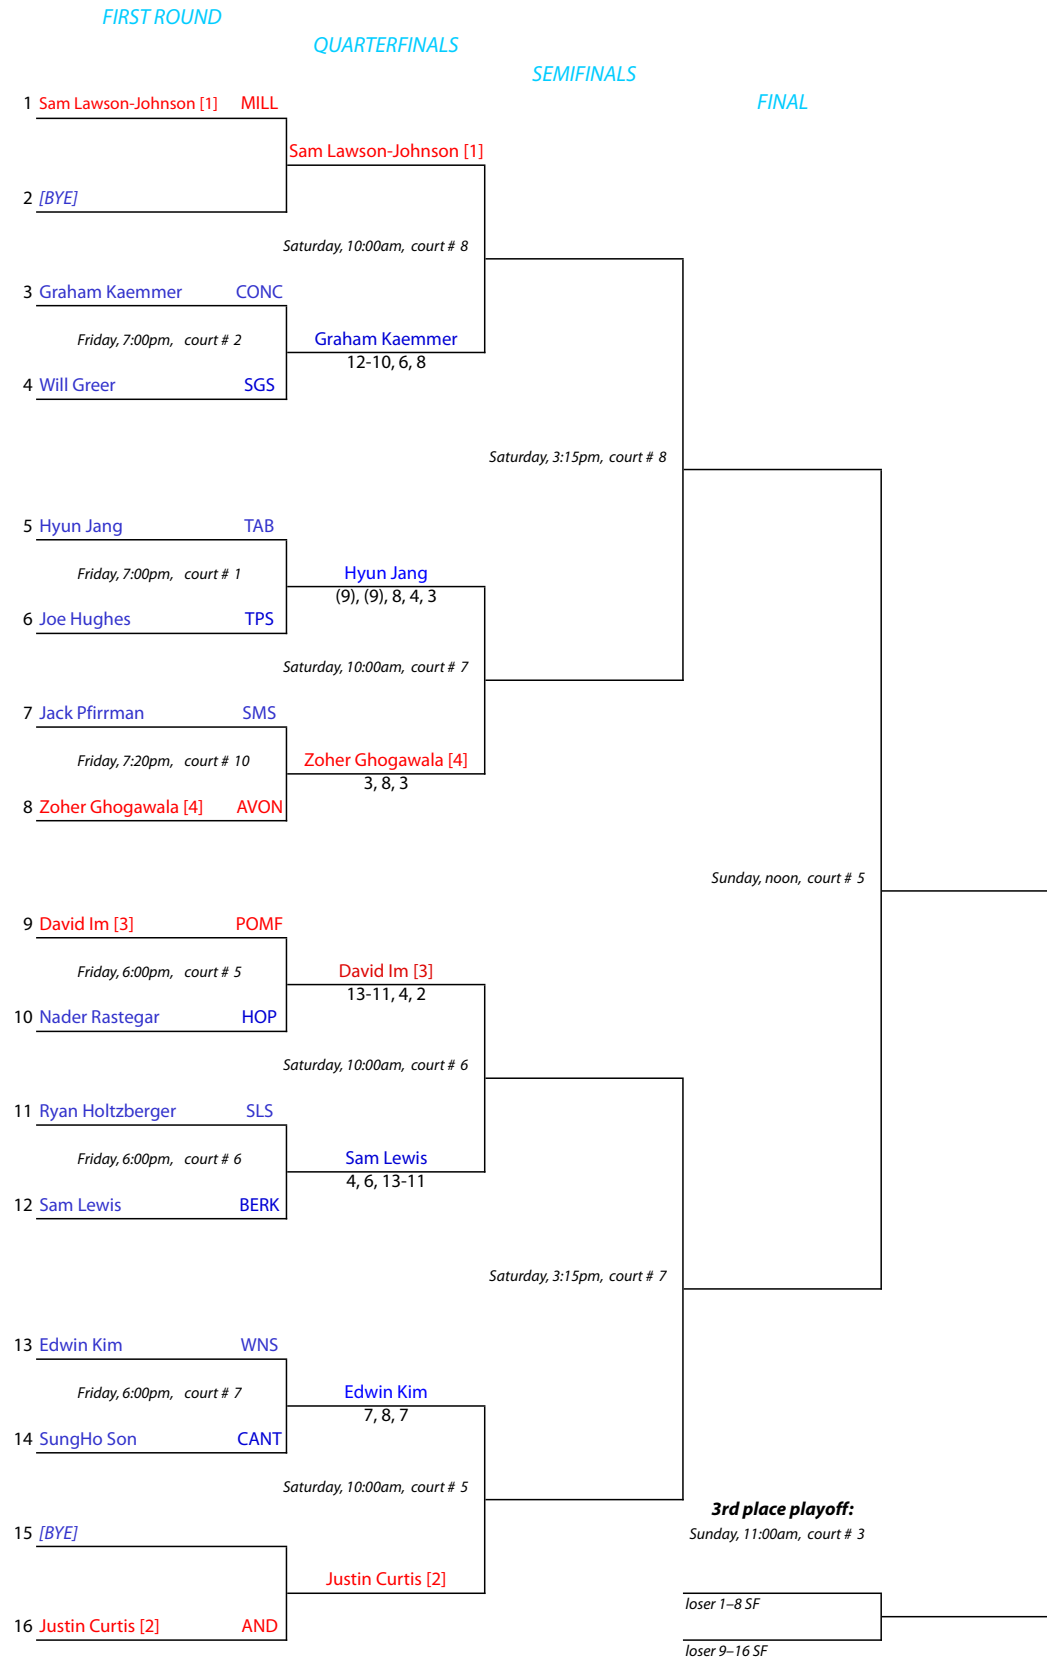 FIRST ROUND
QUARTERFINALS
SEMIFINALS
FINAL
1 Sam Lawson-Johnson [1] MILL
Sam Lawson-Johnson [1]
2 [BYE]
Saturday, 10:00am, court # 8
3 Graham Kaemmer CONC
Friday, 7:00pm, court # 2
Graham Kaemmer
12-10, 6, 8
4 Will Greer SGS
Saturday, 3:15pm, court # 8
5 Hyun Jang TAB
Friday, 7:00pm, court # 1
Hyun Jang
(9), (9), 8, 4, 3
6 Joe Hughes TPS
Saturday, 10:00am, court # 7
7 Jack Pfirrman SMS
Friday, 7:20pm, court # 10
Zoher Ghogawala [4]
3, 8, 3
8 Zoher Ghogawala [4] AVON
Sunday, noon, court # 5
9 David Im [3] POMF
Friday, 6:00pm, court # 5
David Im [3]
13-11, 4, 2
10 Nader Rastegar HOP
Saturday, 10:00am, court # 6
11 Ryan Holtzberger SLS
Friday, 6:00pm, court # 6
Sam Lewis
4, 6, 13-11
12 Sam Lewis BERK
Saturday, 3:15pm, court # 7
13 Edwin Kim WNS
Friday, 6:00pm, court # 7
Edwin Kim
7, 8, 7
14 SungHo Son CANT
Saturday, 10:00am, court # 5
3rd place playoff:
Sunday, 11:00am, court # 3
15 [BYE]
Justin Curtis [2]
loser 1–8 SF
16 Justin Curtis [2] AND
loser 9–16 SF